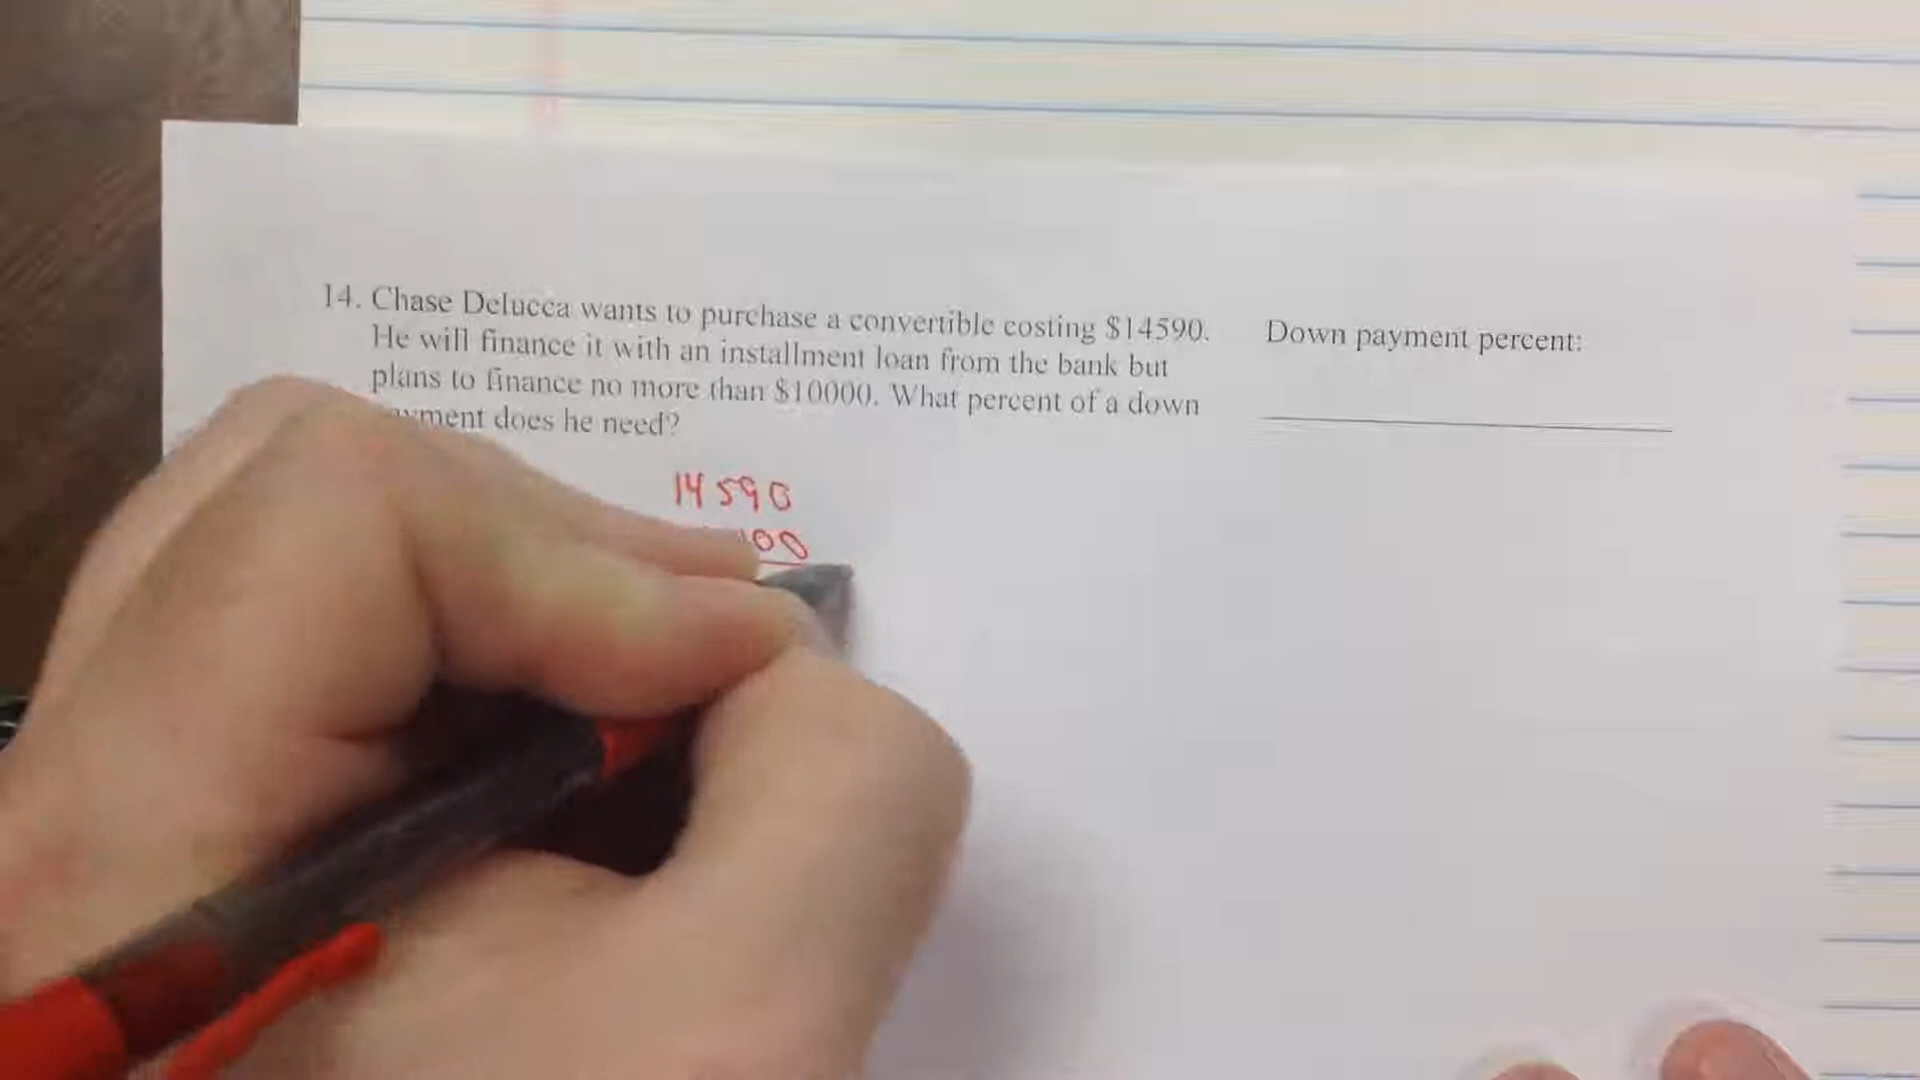 14. Chase Delucca wants to purchase a convertible costing $14590.
He will finance it with an installment loan from the bank but
plans to finance no more than $10000. What percent of a down
does he need?
Down payment percent:
14590